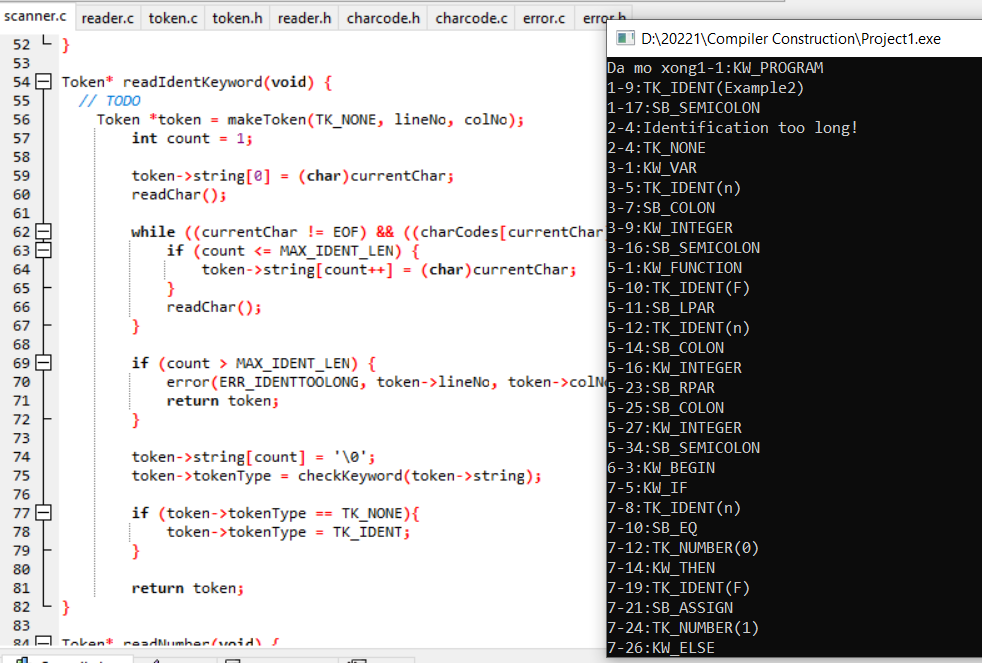 scanner.c reader.c token.c token.h reader.h charcode.h charcode.c error.c error.h
52 }
53
54 Token* readIdentKeyword(void) {
55 // TODO
56 Token *token = makeToken(TK_NONE, lineNo, colNo);
57 int count = 1;
58
59 token->string[0] = (char)currentChar;
60 readChar();
61
62 while ((currentChar != EOF) && ((charCodes[currentChar
63 if (count <= MAX_IDENT_LEN) {
64 token->string[count++] = (char)currentChar;
65 }
66 readChar();
67 }
68
69 if (count > MAX_IDENT_LEN) {
70 error(ERR_IDENTTOOLONG, token->lineNo, token->colNo
71 return token;
72 }
73
74 token->string[count] = '\0';
75 token->tokenType = checkKeyword(token->string);
76
77 if (token->tokenType == TK_NONE){
78 token->tokenType = TK_IDENT;
79 }
80
81 return token;
82 }
83
84 Token* readNumber(void) {
D:\20221\Compiler Construction\Project1.exe
Da mo xong1-1:KW_PROGRAM
1-9:TK_IDENT(Example2)
1-17:SB_SEMICOLON
2-4:Identification too long!
2-4:TK_NONE
3-1:KW_VAR
3-5:TK_IDENT(n)
3-7:SB_COLON
3-9:KW_INTEGER
3-16:SB_SEMICOLON
5-1:KW_FUNCTION
5-10:TK_IDENT(F)
5-11:SB_LPAR
5-12:TK_IDENT(n)
5-14:SB_COLON
5-16:KW_INTEGER
5-23:SB_RPAR
5-25:SB_COLON
5-27:KW_INTEGER
5-34:SB_SEMICOLON
6-3:KW_BEGIN
7-5:KW_IF
7-8:TK_IDENT(n)
7-10:SB_EQ
7-12:TK_NUMBER(0)
7-14:KW_THEN
7-19:TK_IDENT(F)
7-21:SB_ASSIGN
7-24:TK_NUMBER(1)
7-26:KW_ELSE